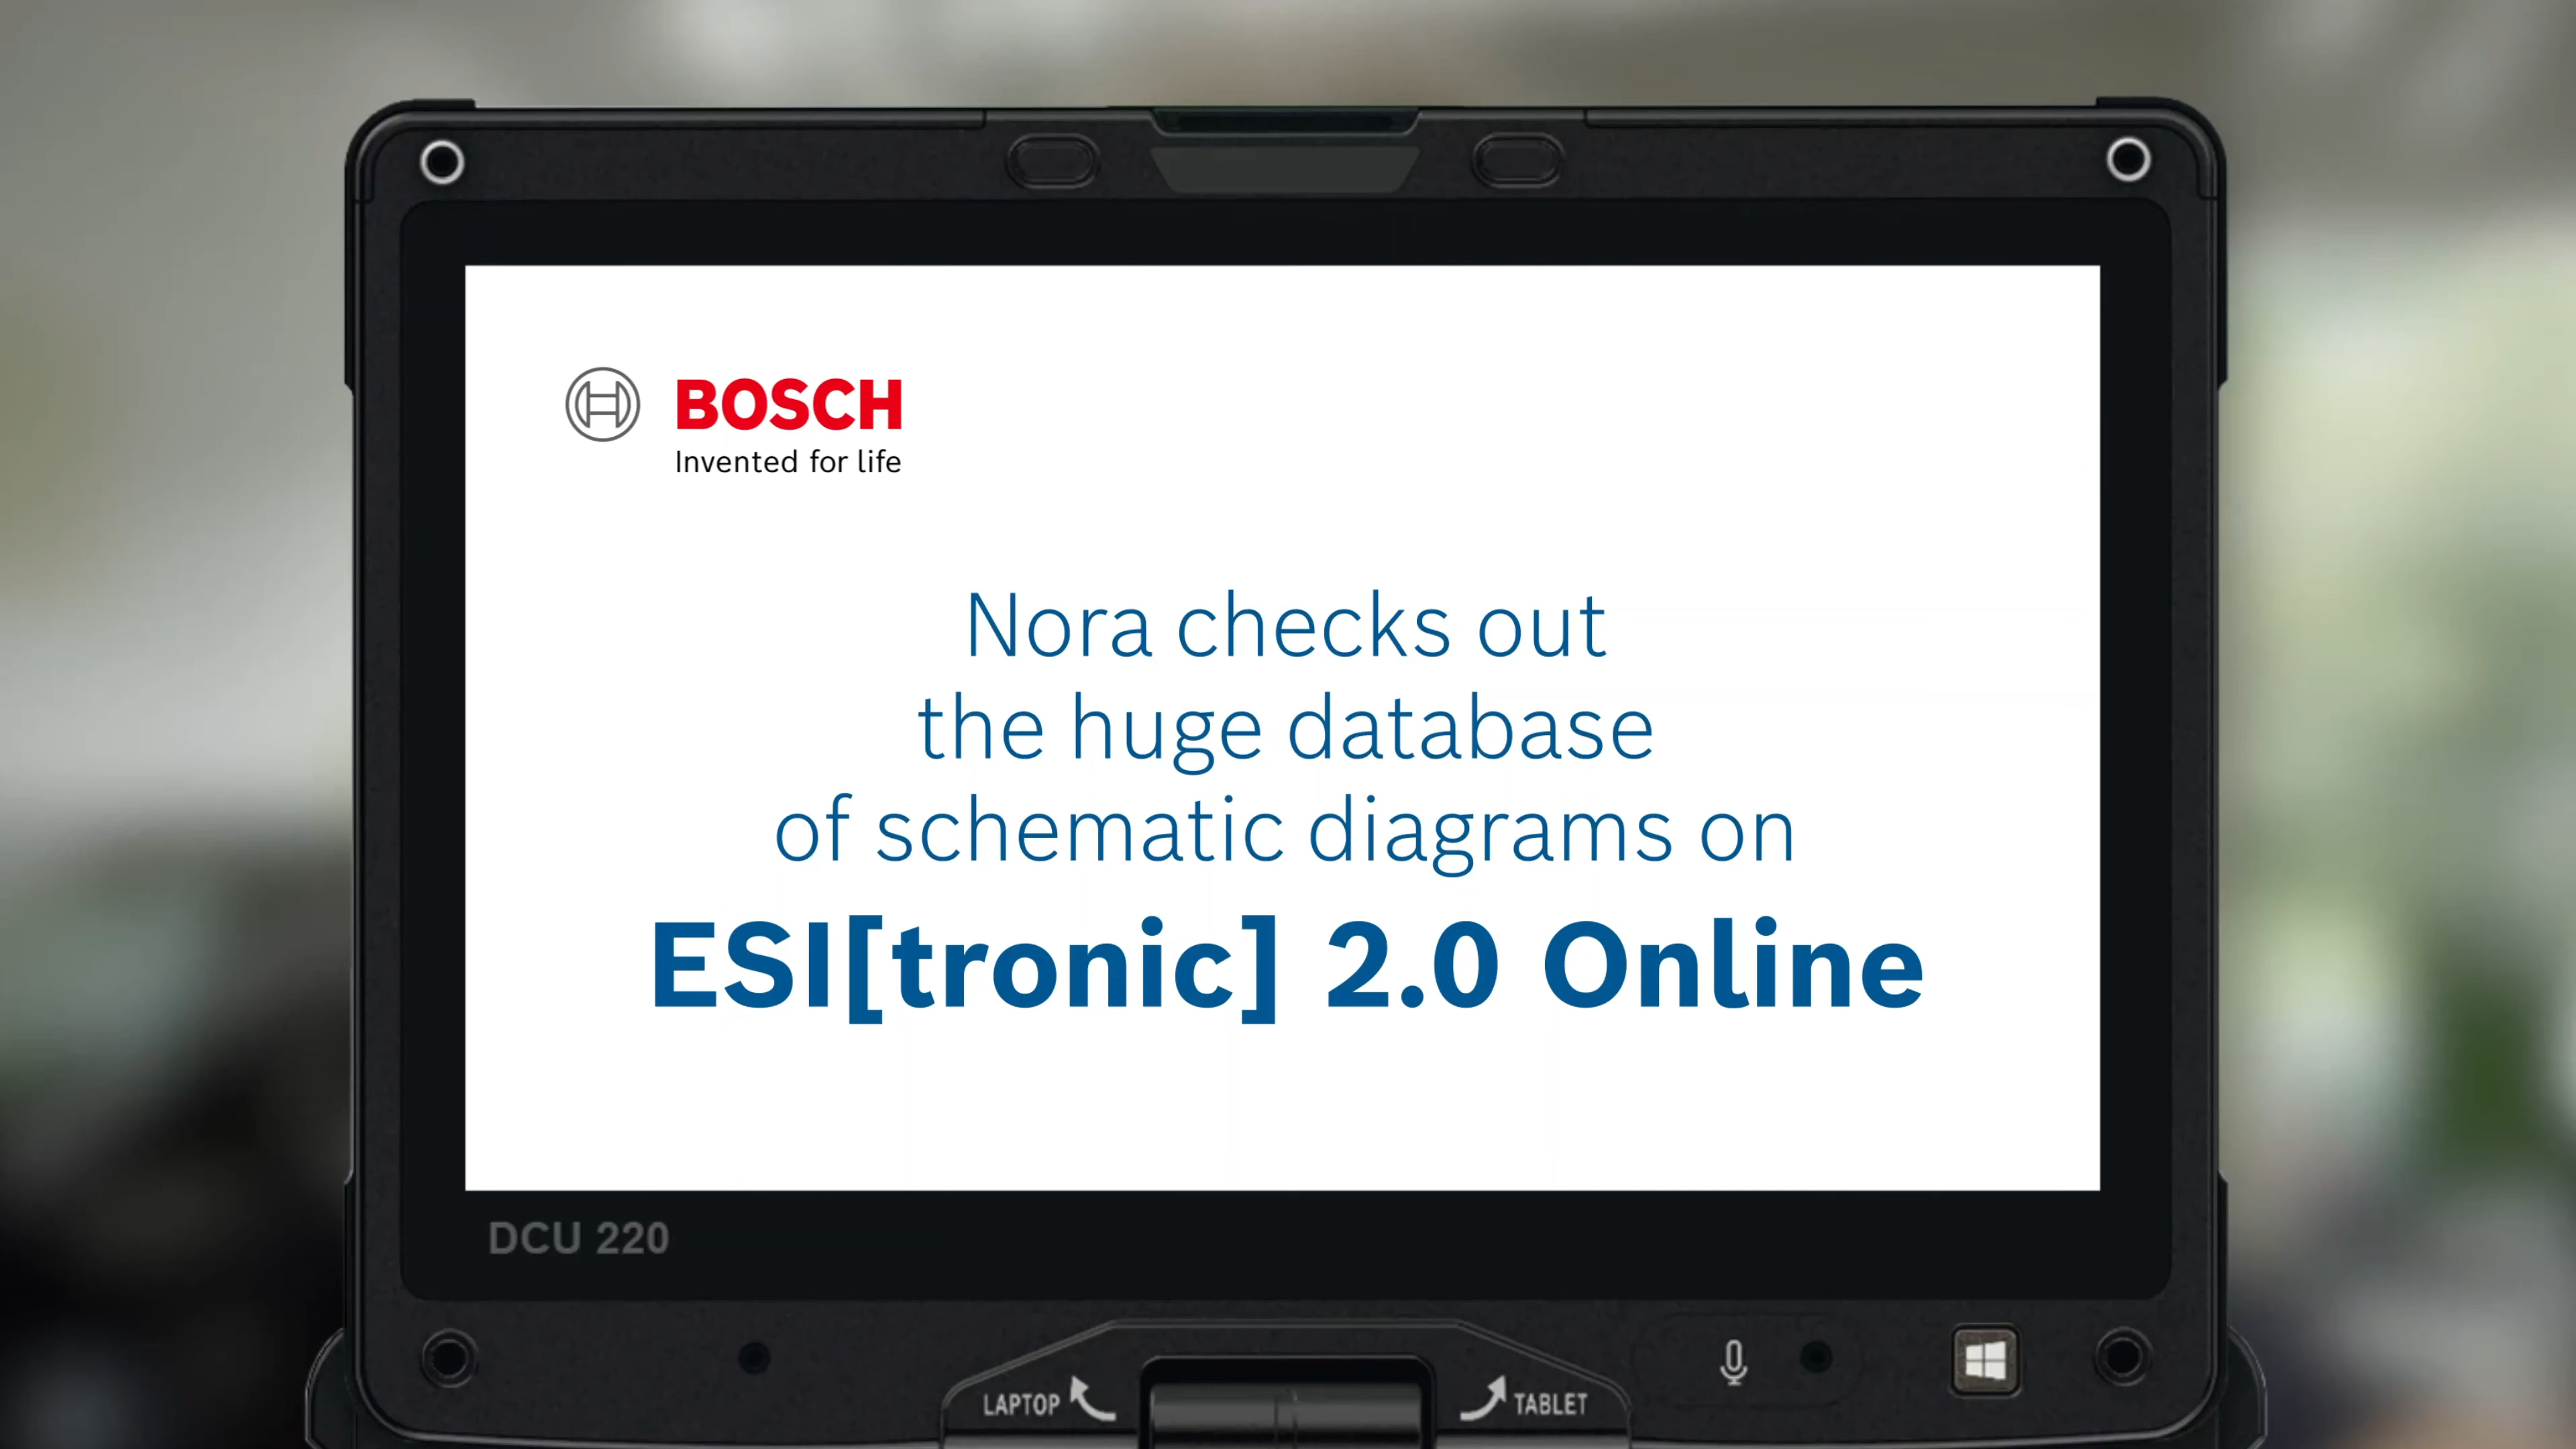 BOSCH
Invented for life
Nora checks out
the huge database
of schematic diagrams on
ESI[tronic] 2.0 Online
DCU 220
LAPTOP
TABLET